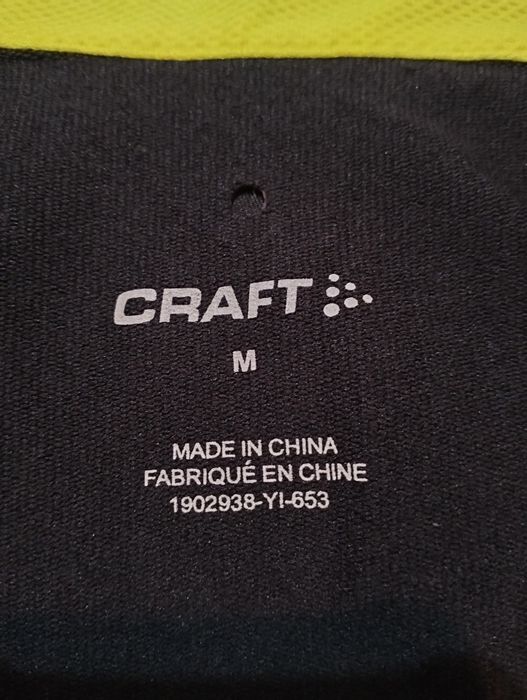 CRAFT
M
MADE IN CHINA
FABRIQUÉ EN CHINE
1902938-YI-653